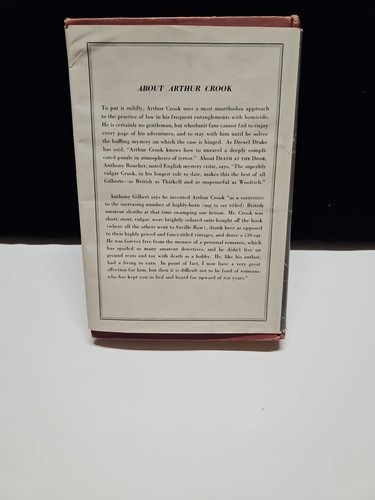 ABOUT ARTHUR CROOK
To put it mildly, Arthur Crook uses a most unorthodox approach
to the practice of law in his frequent entanglements with homicide.
He is certainly no gentleman, but whodunit fans cannot fail to enjoy
every page of his adventures, and to stay with him until he solves
the baffling mystery on which the case is hinged. As Drexel Drake
has said, "Arthur Crook knows how to unravel a deeply compli-
cated puzzle in atmospheres of terror." About DEATH AT THE DOOR,
Anthony Boucher, noted English mystery critic, says, "The superbly
vulgar Crook, in his longest role to date, makes this the best of all
Gilberts—as British as Thirkell and as suspenseful as Woolrich."
Anthony Gilbert says he invented Arthur Crook "as a corrective
to the increasing number of highly-born (not to say titled) British
amateur sleuths at that time swamping our fiction. Mr. Crook was
short, stout, vulgar, wore brightly colored suits bought off the hook
(where all the others went to Saville Row), drank beer as opposed
to their highly priced and fancy-titled vintages, and drove a £30 car.
He was forever free from the menace of a personal romance, which
has spoiled so many amateur detectives, and he didn't live on
ground rents and toy with death as a hobby. He, like his author,
had a living to earn. In point of fact, I now have a very great
affection for him, but then it is difficult not to be fond of someone
who has kept you in bed and board for upward of ten years."